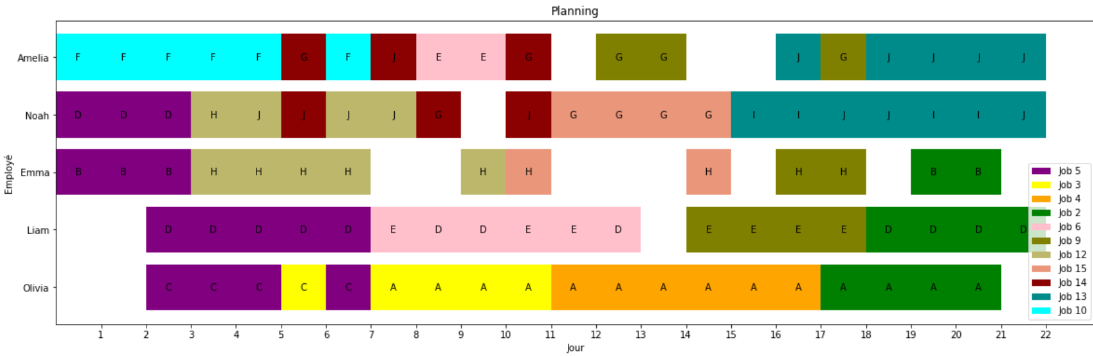 Planning
Employé
Amelia F F F F F G F J E E G G G J G J J J J
Noah D D D H J J J J G J G G G G I I J J I I J
Emma B B B H H H H H H H H H B B
Liam D D D D D E D D E E D E E E E D D D D
Olivia C C C C C A A A A A A A A A A A A A A
1 2 3 4 5 6 7 8 9 10 11 12 13 14 15 16 17 18 19 20 21 22
Jour
Job 5
Job 3
Job 4
Job 2
Job 6
Job 9
Job 12
Job 15
Job 14
Job 13
Job 10